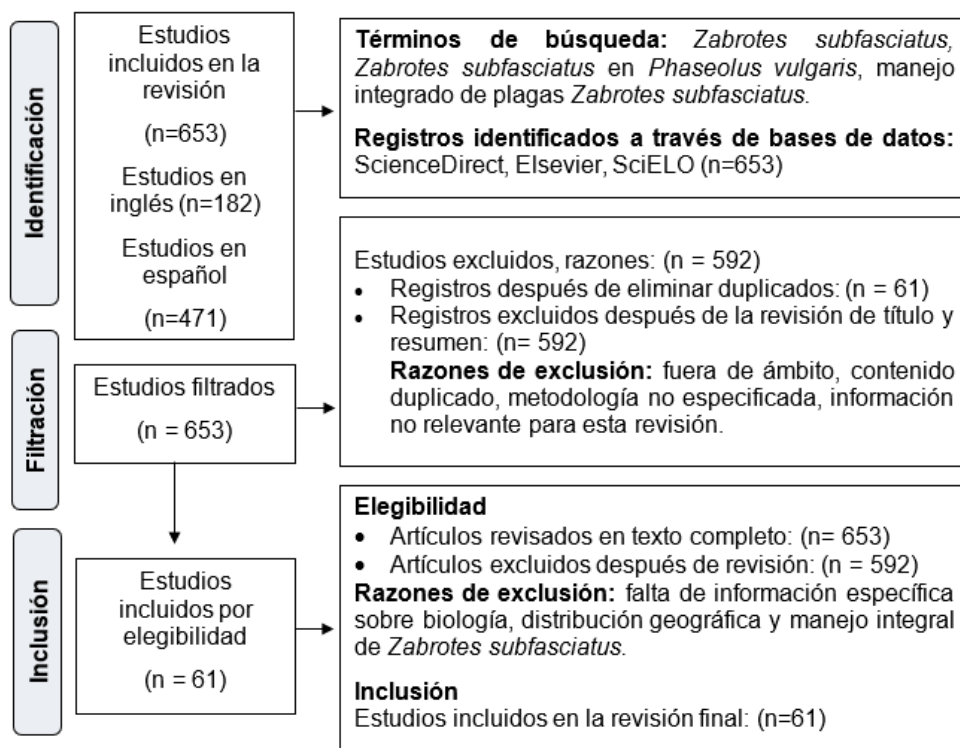 Identificación
Estudios
incluidos en la
revisión
(n=653)
Estudios en
inglés (n=182)
Estudios en
español
(n=471)
Términos de búsqueda: Zabrotes subfasciatus,
Zabrotes subfasciatus en Phaseolus vulgaris, manejo
integrado de plagas Zabrotes subfasciatus.
Registros identificados a través de bases de datos:
ScienceDirect, Elsevier, SciELO (n=653)
Filtración
Estudios filtrados
(n = 653)
Estudios excluidos, razones: (n = 592)
• Registros después de eliminar duplicados: (n = 61)
• Registros excluidos después de la revisión de título y
resumen: (n= 592)
Razones de exclusión: fuera de ámbito, contenido
duplicado, metodología no especificada, información
no relevante para esta revisión.
Inclusión
Estudios
incluidos por
elegibilidad
(n = 61)
Elegibilidad
• Artículos revisados en texto completo: (n= 653)
• Artículos excluidos después de revisión: (n = 592)
Razones de exclusión: falta de información específica
sobre biología, distribución geográfica y manejo integral
de Zabrotes subfasciatus.
Inclusión
Estudios incluidos en la revisión final: (n=61)